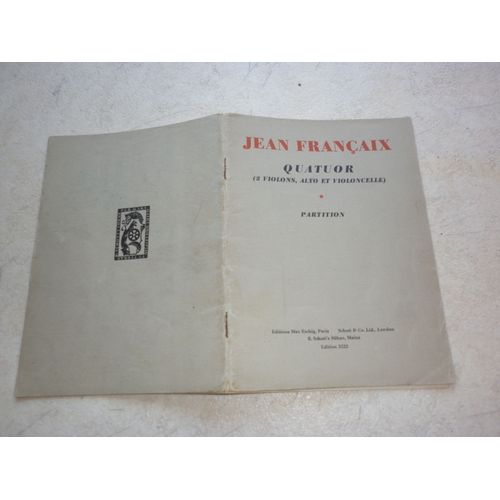 JEAN FRANÇAIX
QUATUOR
(2 VIOLONS, ALTO ET VIOLONCELLE)
PARTITION
Editions Max Eschig, Paris Schott & Co. Ltd., London
B. Schott's Söhne, Mainz
Edition